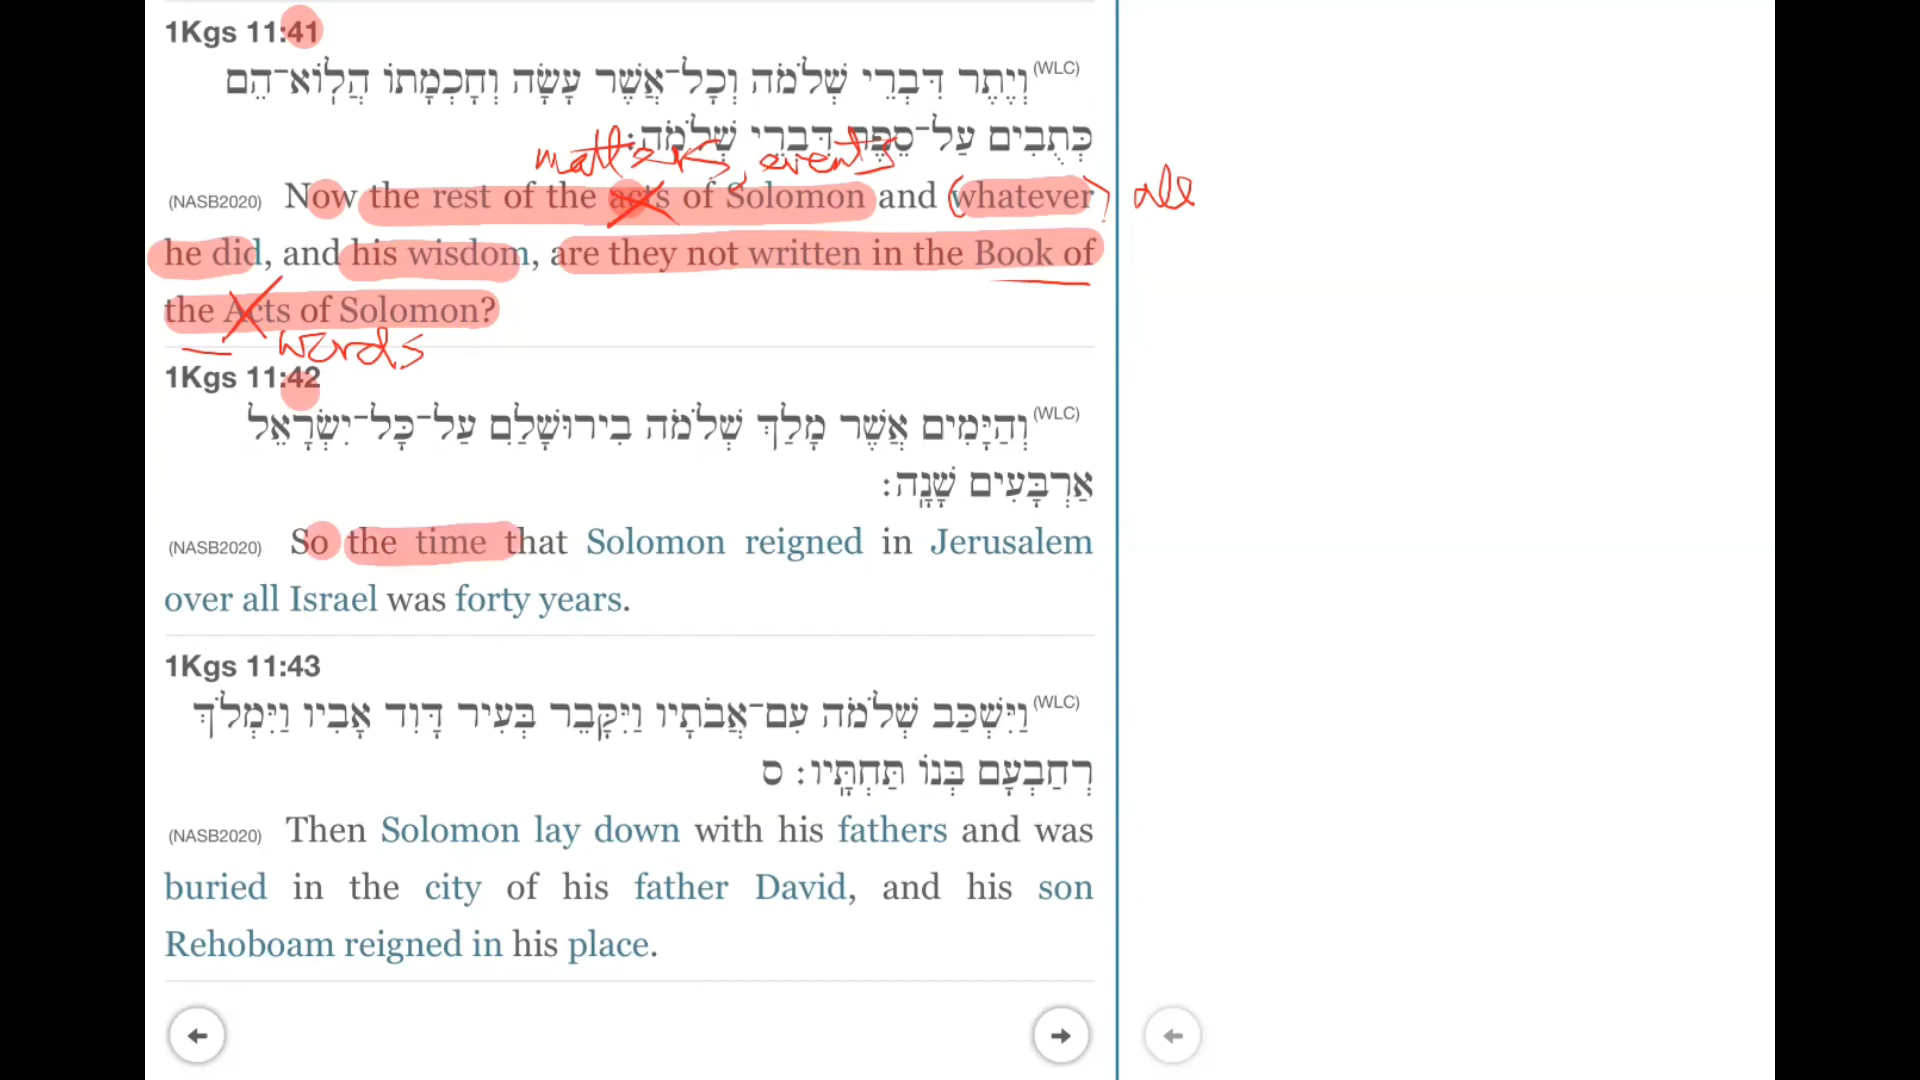 1Kgs 11:41
(WLC) וְיֶ֨תֶר דִּבְרֵ֧י שְׁלֹמֹ֛ה וְכָל־אֲשֶׁ֥ר עָשָׂ֖ה וְחָכְמָת֑וֹ הֲלֽוֹא־הֵ֣ם
כְּתֻבִ֔ים עַל־סֵ֖פֶר דִּבְרֵ֥י שְׁלֹמֹֽה׃
matters, events
(NASB2020) Now the rest of the acts of Solomon and (whatever) all
he did, and his wisdom, are they not written in the Book of
the Acts of Solomon?
words
1Kgs 11:42
(WLC) וְהַיָּמִים אֲשֶׁר מָלַךְ שְׁלֹמֹה בִירוּשָׁלִַם עַל־כָּל־יִשְׂרָאֵל
אַרְבָּעִים שָׁנָֽה׃
(NASB2020) So the time that Solomon reigned in Jerusalem
over all Israel was forty years.
1Kgs 11:43
(WLC) וַיִּשְׁכַּב שְׁלֹמֹה עִם־אֲבֹתָיו וַיִּקָּבֵר בְּעִיר דָּוִד אָבִיו וַיִּמְלֹךְ
רְחַבְעָם בְּנוֹ תַּחְתָּֽיו׃ ס
(NASB2020) Then Solomon lay down with his fathers and was
buried in the city of his father David, and his son
Rehoboam reigned in his place.